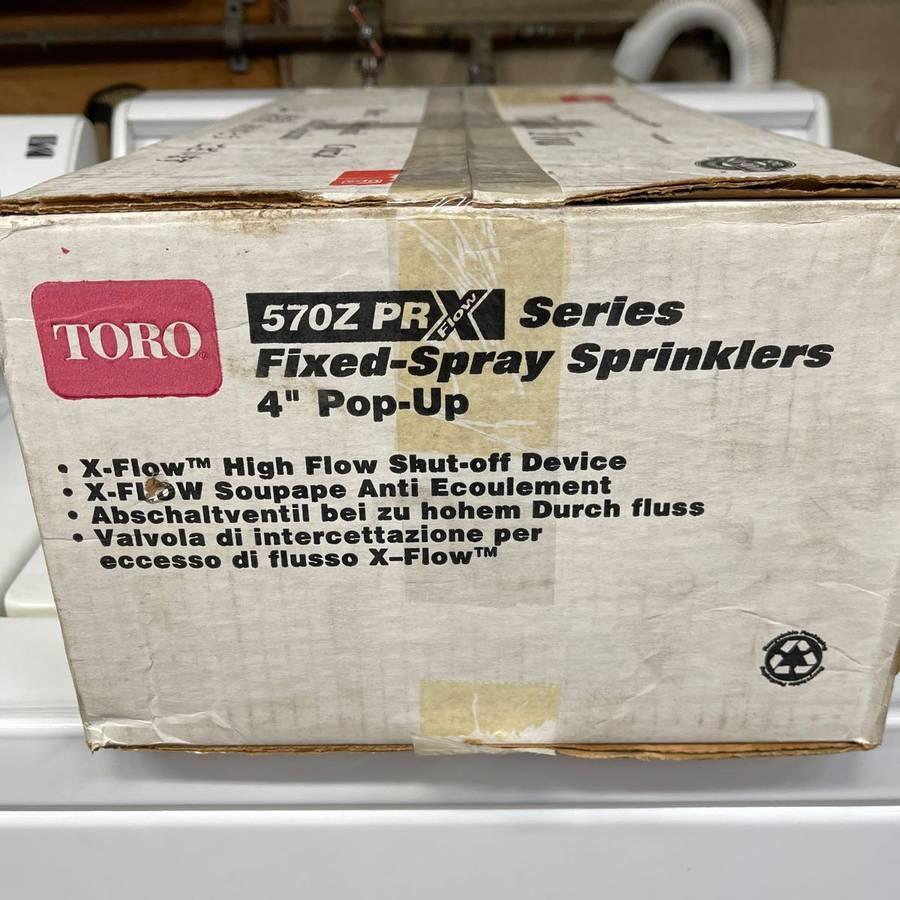 TORO
570Z PRX Series
Flow
Fixed-Spray Sprinklers
4" Pop-Up
• X-Flow™ High Flow Shut-off Device
• X-FLOW Soupape Anti Ecoulement
• Abschaltventil bei zu hohem Durch fluss
• Valvola di intercettazione per
eccesso di flusso X-Flow™